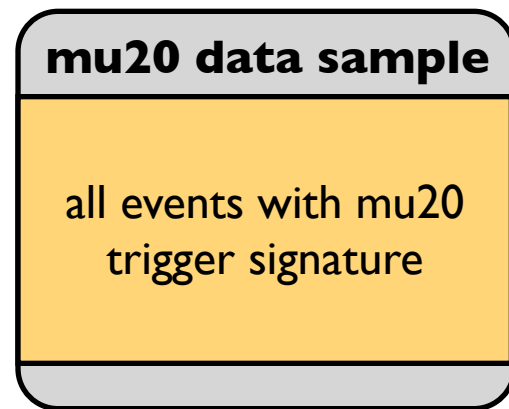 mu20 data sample
all events with mu20
trigger signature